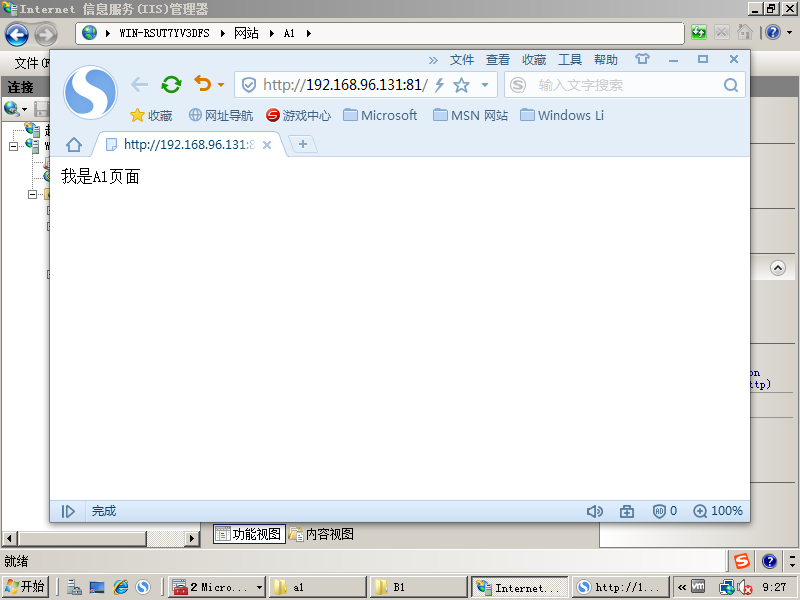 Internet 信息服务(IIS)管理器
WIN-RSUT7YV3DFS 网站 A1
文件(F
连接
文件 查看 收藏 工具 帮助
http://192.168.96.131:81/ 输入文字搜索
收藏 网址导航 游戏中心 Microsoft MSN 网站 Windows Li
http://192.168.96.131:8
我是A1页面
on
ttp)
完成 0 100%
功能视图 内容视图
就绪
开始 2 Micro... a1 B1 Internet... http://1... 9:27